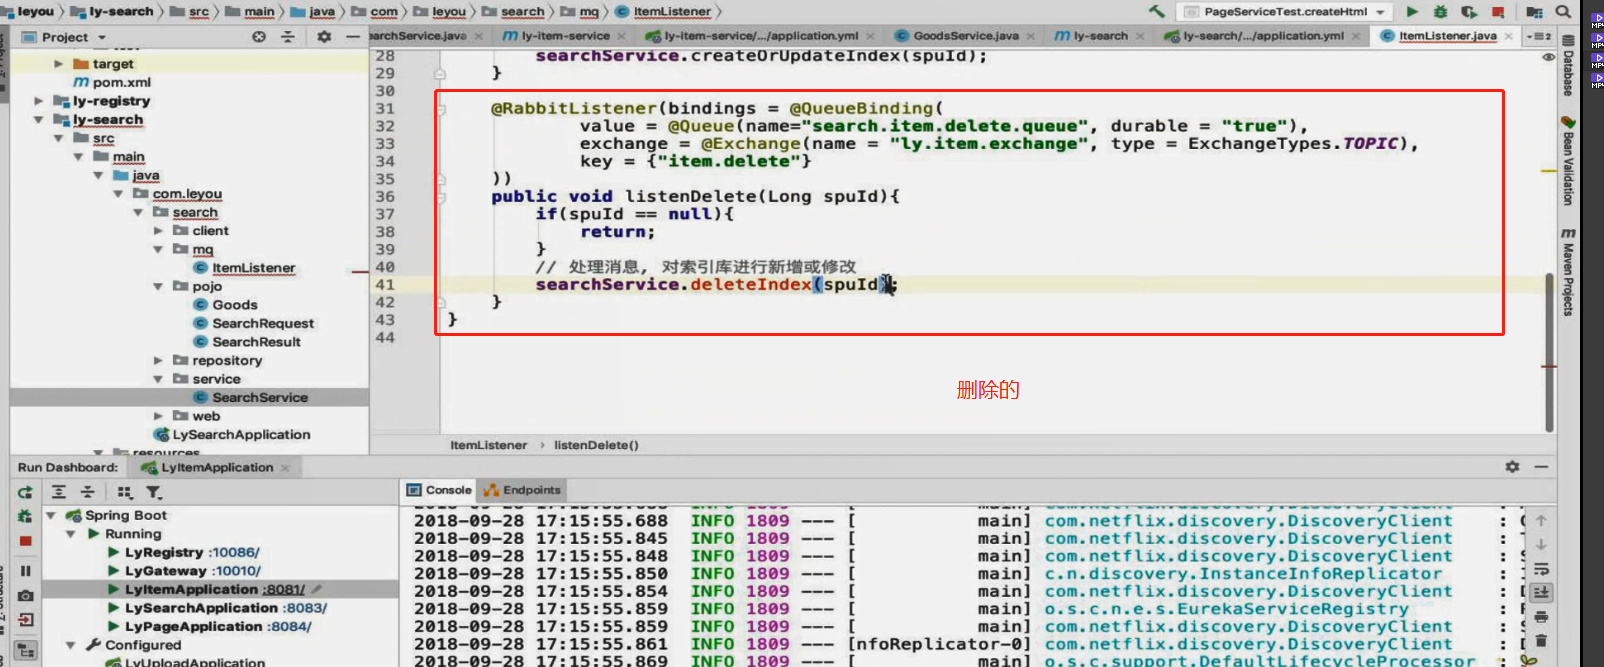 leyou ly-search src main java com leyou search mq ItemListener PageServiceTest.createHtml
Project
archService.java ly-item-service ly-item-service/.../application.yml GoodsService.java ly-search ly-search/.../application.yml ItemListener.java
target
pom.xml
ly-registry
ly-search
src
main
java
com.leyou
search
client
mq
ItemListener
pojo
Goods
SearchRequest
SearchResult
repository
service
SearchService
web
LySearchApplication
resources
28 searchService.createOrUpdateIndex(spuId);
29 }
30
31 @RabbitListener(bindings = @QueueBinding(
32 value = @Queue(name="search.item.delete.queue", durable = "true"),
33 exchange = @Exchange(name = "ly.item.exchange", type = ExchangeTypes.TOPIC),
34 key = {"item.delete"}
35 ))
36 public void listenDelete(Long spuId){
37 if(spuId == null){
38 return;
39 }
40 // 处理消息, 对索引库进行新增或修改
41 searchService.deleteIndex(spuId);
42 }
43 }
44
删除的
ItemListener › listenDelete()
Database
Bean Validation
Maven Projects
Run Dashboard: LyItemApplication
Console Endpoints
Spring Boot
Running
LyRegistry :10086/
LyGateway :10010/
LyItemApplication :8081/
LySearchApplication :8083/
LyPageApplication :8084/
Configured
LyUploadApplication
2018-09-28 17:15:55.688 INFO 1809 --- [ main] com.netflix.discovery.DiscoveryClient :
2018-09-28 17:15:55.845 INFO 1809 --- [ main] com.netflix.discovery.DiscoveryClient :
2018-09-28 17:15:55.848 INFO 1809 --- [ main] com.netflix.discovery.DiscoveryClient :
2018-09-28 17:15:55.850 INFO 1809 --- [ main] c.n.discovery.InstanceInfoReplicator :
2018-09-28 17:15:55.854 INFO 1809 --- [ main] com.netflix.discovery.DiscoveryClient :
2018-09-28 17:15:55.859 INFO 1809 --- [ main] o.s.c.n.e.s.EurekaServiceRegistry :
2018-09-28 17:15:55.859 INFO 1809 --- [ main] com.netflix.discovery.DiscoveryClient :
2018-09-28 17:15:55.861 INFO 1809 --- [nfoReplicator-0] com.netflix.discovery.DiscoveryClient :
2018-09-28 17:15:55.869 INFO 1809 --- [ main] o.s.c.support.DefaultLifecycleProcessor :